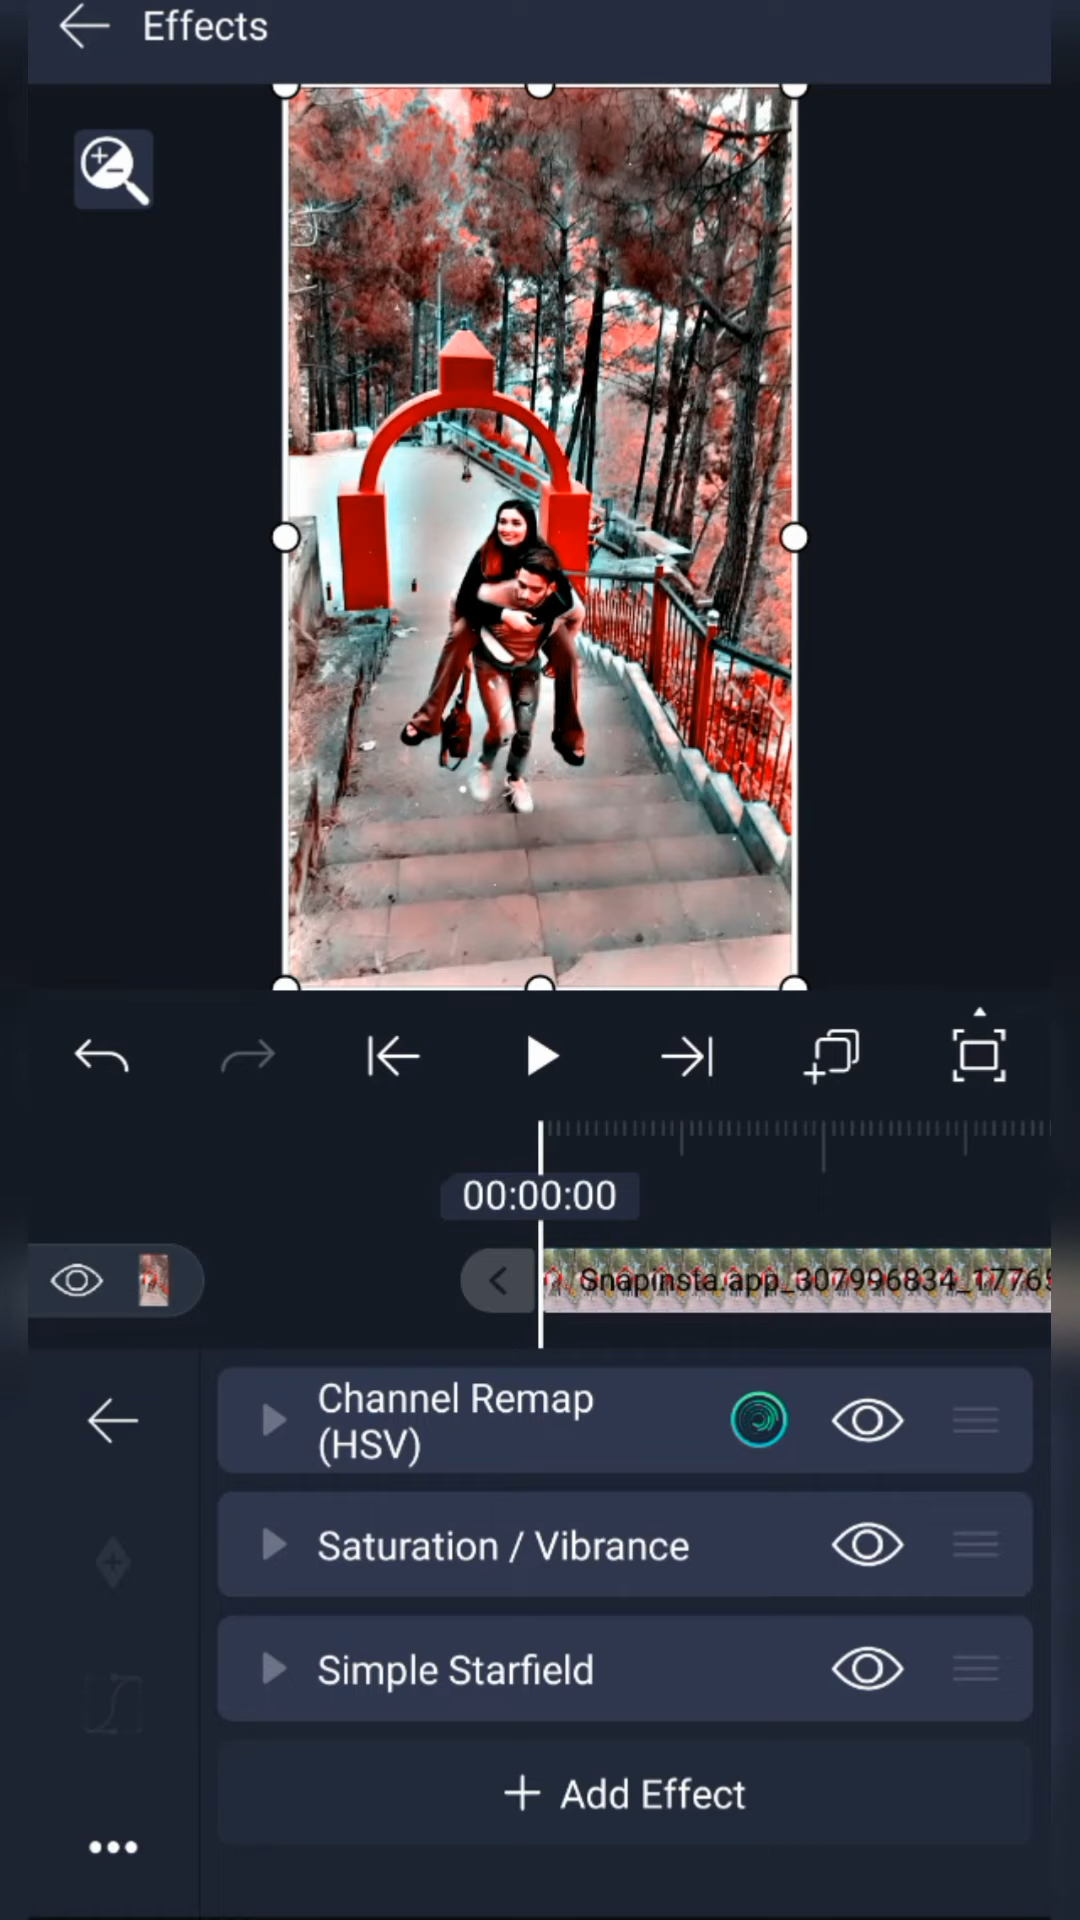 Effects
00:00:00
Snapinsta.app_307996834_17765
Channel Remap
(HSV)
Saturation / Vibrance
Simple Starfield
+ Add Effect